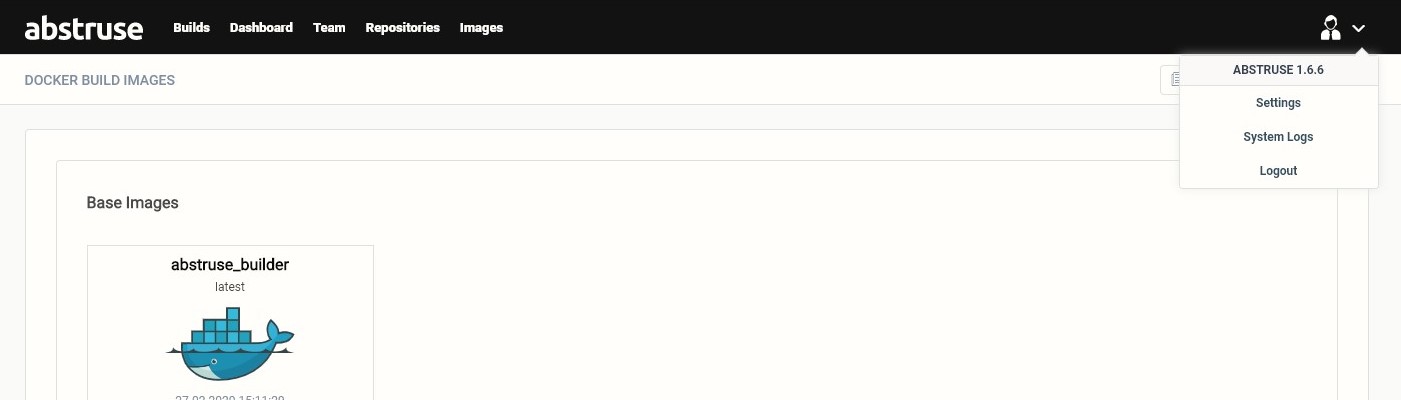 abstruse Builds Dashboard Team Repositories Images
DOCKER BUILD IMAGES
ABSTRUSE 1.6.6
Settings
System Logs
Logout
Base Images
abstruse_builder
latest